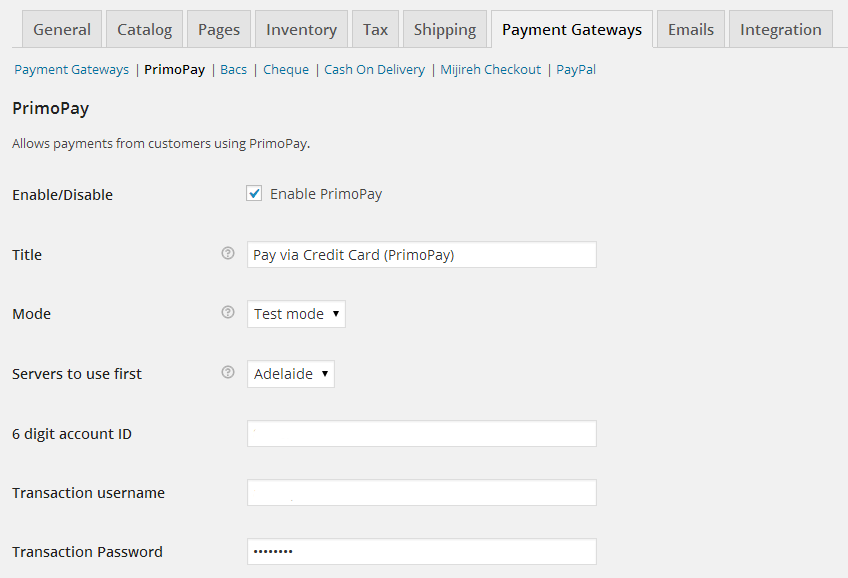 General Catalog Pages Inventory Tax Shipping Payment Gateways Emails Integration
Payment Gateways | PrimoPay | Bacs | Cheque | Cash On Delivery | Mijireh Checkout | PayPal
PrimoPay
Allows payments from customers using PrimoPay.
Enable/Disable Enable PrimoPay
Title ? Pay via Credit Card (PrimoPay)
Mode ? Test mode
Servers to use first ? Adelaide
6 digit account ID
Transaction username
Transaction Password ••••••••